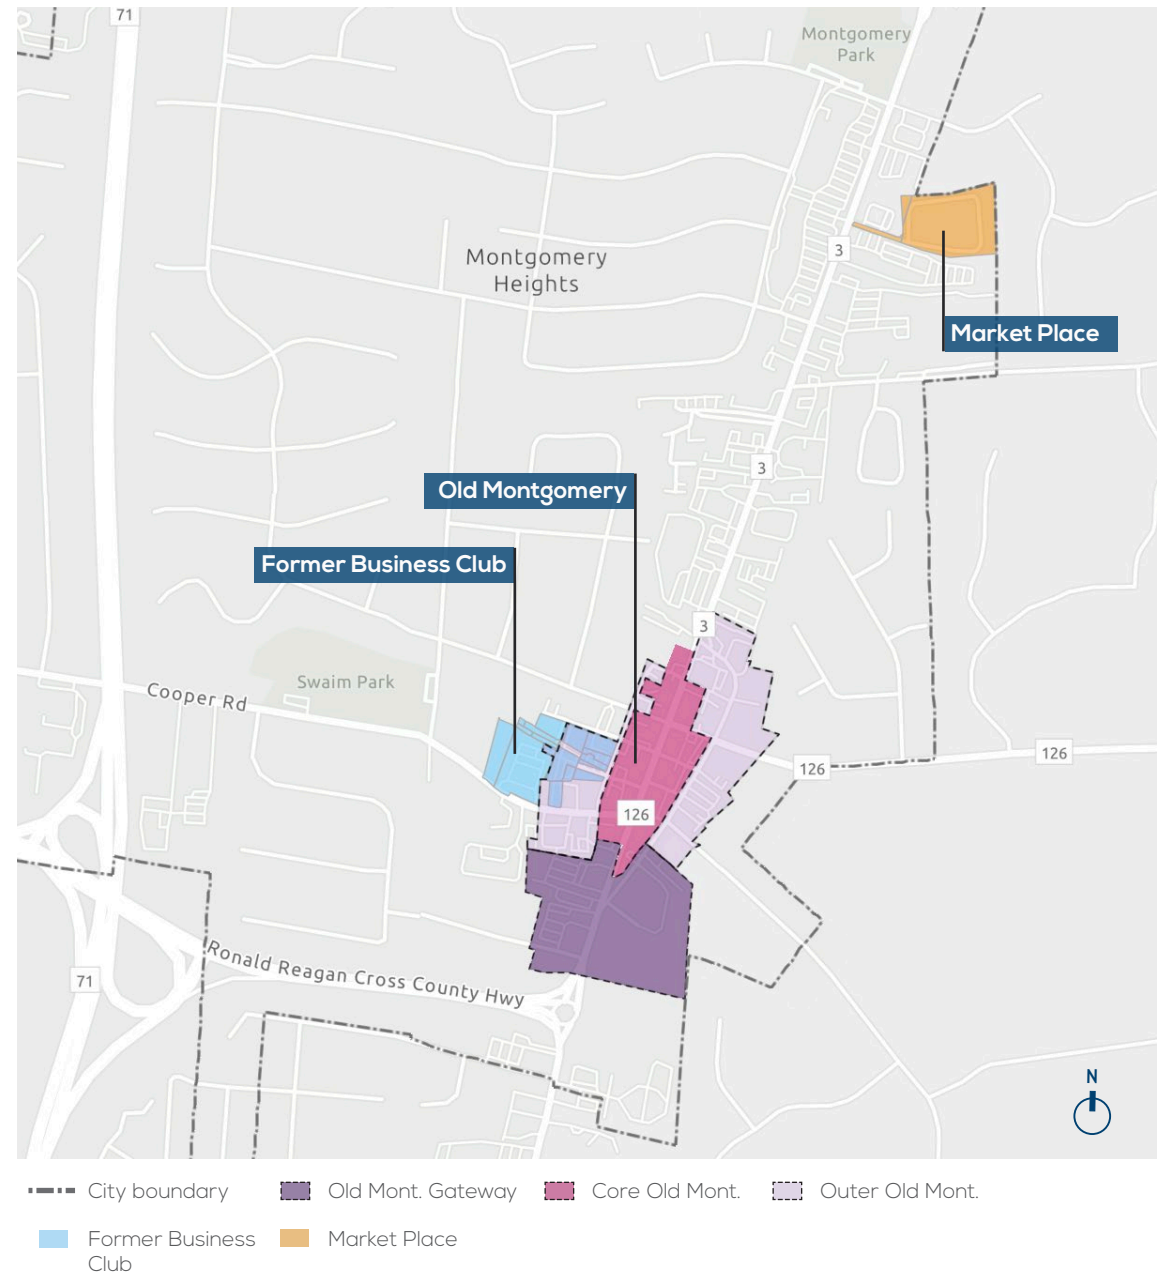 71
Montgomery
Park
3
Montgomery
Heights
Market Place
3
Old Montgomery
Former Business Club
3
Swaim Park
Cooper Rd
126
126
126
Ronald Reagan Cross County Hwy
71
N
City boundary
Old Mont. Gateway
Core Old Mont.
Outer Old Mont.
Former Business
Club
Market Place